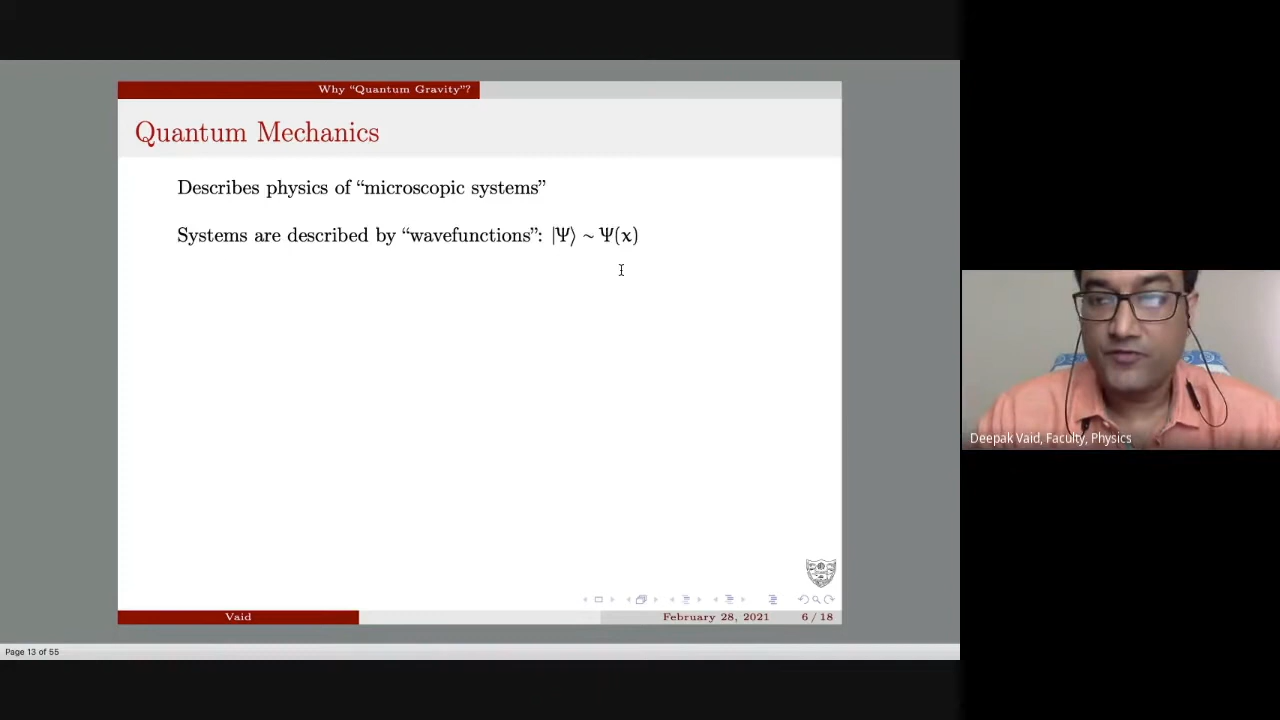 Why “Quantum Gravity”?
Quantum Mechanics
Describes physics of “microscopic systems”
Systems are described by “wavefunctions”: |Ψ⟩ ∼ Ψ(x)
Deepak Vaid, Faculty, Physics
Vaid
February 28, 2021
6 / 18
Page 13 of 55